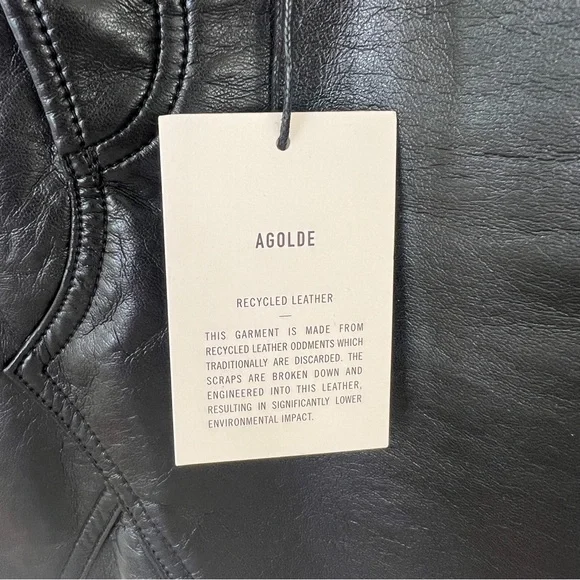 AGOLDE
RECYCLED LEATHER
—
THIS GARMENT IS MADE FROM
RECYCLED LEATHER ODDMENTS WHICH
TRADITIONALLY ARE DISCARDED. THE
SCRAPS ARE BROKEN DOWN AND
ENGINEERED INTO THIS LEATHER,
RESULTING IN SIGNIFICANTLY LOWER
ENVIRONMENTAL IMPACT.